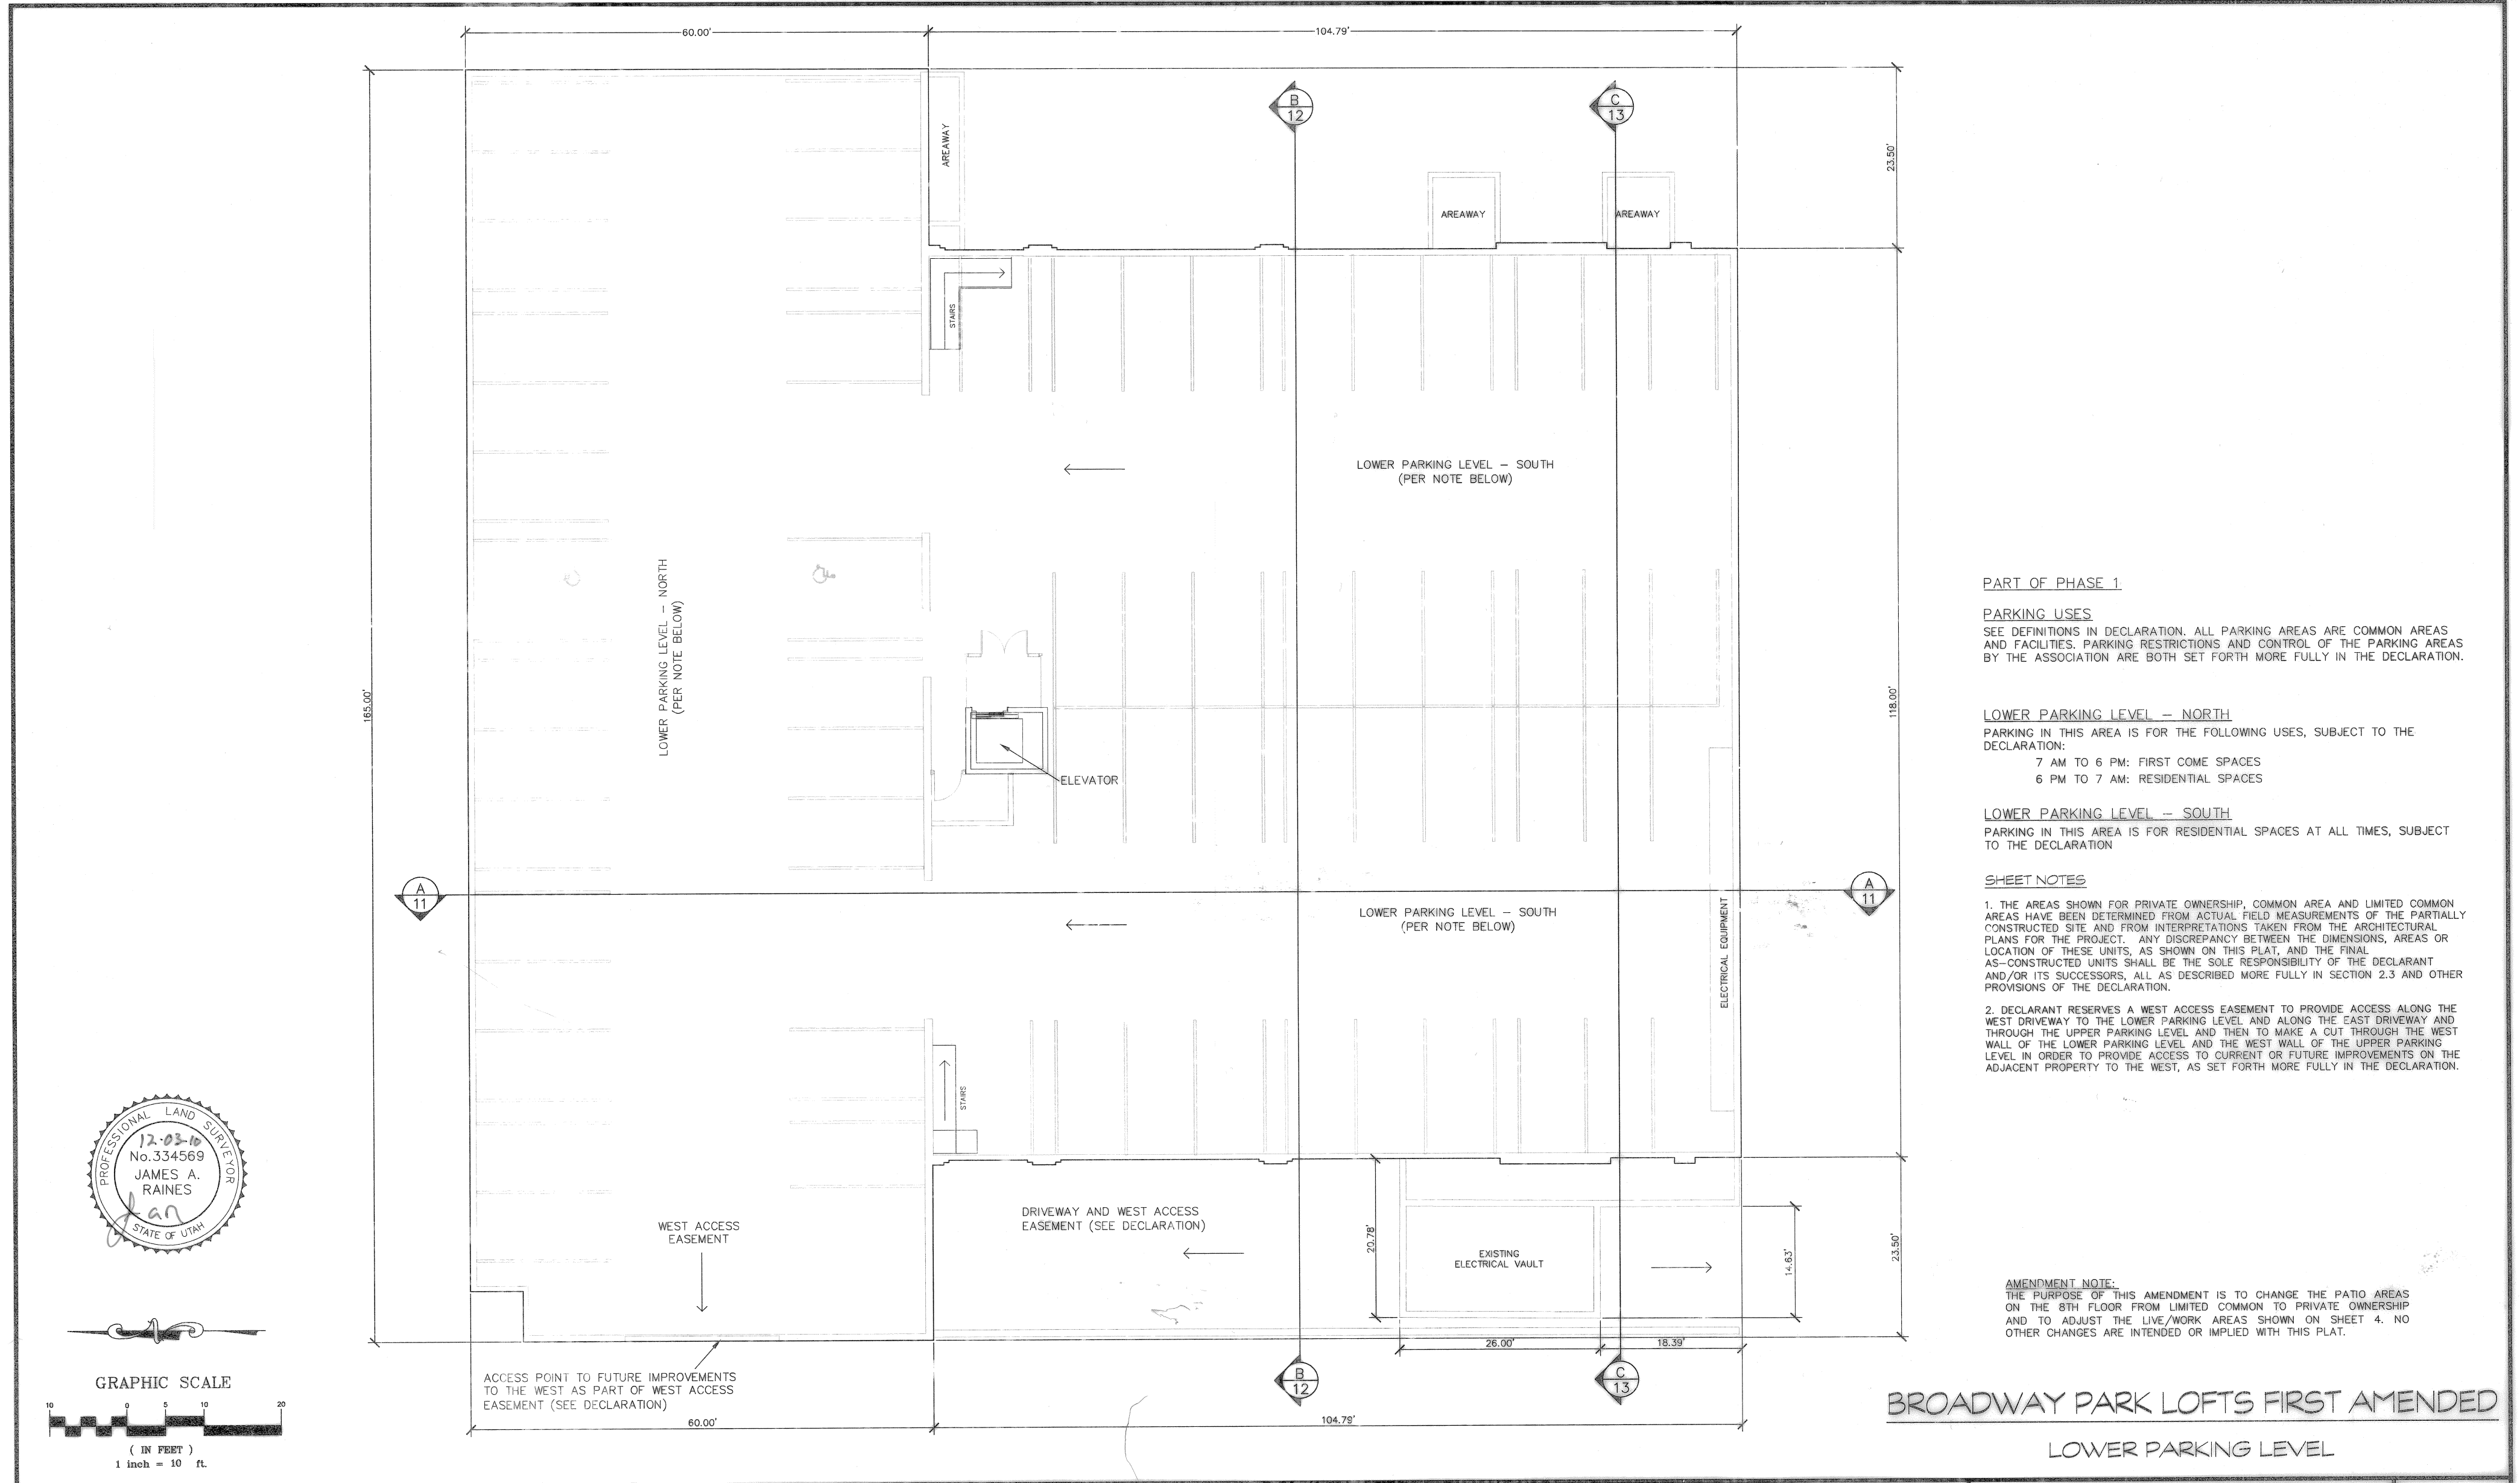 60.00'
104.79'
B
12
C
13
23.50'
AREAWAY
AREAWAY
AREAWAY
STAIRS
LOWER PARKING LEVEL – SOUTH
(PER NOTE BELOW)
LOWER PARKING LEVEL – NORTH
(PER NOTE BELOW)
165.00'
118.00'
ELEVATOR
A
11
A
11
LOWER PARKING LEVEL – SOUTH
(PER NOTE BELOW)
ELECTRICAL EQUIPMENT
STAIRS
WEST ACCESS
EASEMENT
DRIVEWAY AND WEST ACCESS
EASEMENT (SEE DECLARATION)
20.78'
EXISTING
ELECTRICAL VAULT
14.63'
23.50'
26.00'
18.39'
ACCESS POINT TO FUTURE IMPROVEMENTS
TO THE WEST AS PART OF WEST ACCESS
EASEMENT (SEE DECLARATION)
B
12
C
13
60.00'
104.79'
PART OF PHASE 1
PARKING USES
SEE DEFINITIONS IN DECLARATION. ALL PARKING AREAS ARE COMMON AREAS
AND FACILITIES. PARKING RESTRICTIONS AND CONTROL OF THE PARKING AREAS
BY THE ASSOCIATION ARE BOTH SET FORTH MORE FULLY IN THE DECLARATION.
LOWER PARKING LEVEL – NORTH
PARKING IN THIS AREA IS FOR THE FOLLOWING USES, SUBJECT TO THE
DECLARATION:
7 AM TO 6 PM: FIRST COME SPACES
6 PM TO 7 AM: RESIDENTIAL SPACES
LOWER PARKING LEVEL – SOUTH
PARKING IN THIS AREA IS FOR RESIDENTIAL SPACES AT ALL TIMES, SUBJECT
TO THE DECLARATION
SHEET NOTES
1. THE AREAS SHOWN FOR PRIVATE OWNERSHIP, COMMON AREA AND LIMITED COMMON
AREAS HAVE BEEN DETERMINED FROM ACTUAL FIELD MEASUREMENTS OF THE PARTIALLY
CONSTRUCTED SITE AND FROM INTERPRETATIONS TAKEN FROM THE ARCHITECTURAL
PLANS FOR THE PROJECT. ANY DISCREPANCY BETWEEN THE DIMENSIONS, AREAS OR
LOCATION OF THESE UNITS, AS SHOWN ON THIS PLAT, AND THE FINAL
AS–CONSTRUCTED UNITS SHALL BE THE SOLE RESPONSIBILITY OF THE DECLARANT
AND/OR ITS SUCCESSORS, ALL AS DESCRIBED MORE FULLY IN SECTION 2.3 AND OTHER
PROVISIONS OF THE DECLARATION.
2. DECLARANT RESERVES A WEST ACCESS EASEMENT TO PROVIDE ACCESS ALONG THE
WEST DRIVEWAY TO THE LOWER PARKING LEVEL AND ALONG THE EAST DRIVEWAY AND
THROUGH THE UPPER PARKING LEVEL AND THEN TO MAKE A CUT THROUGH THE WEST
WALL OF THE LOWER PARKING LEVEL AND THE WEST WALL OF THE UPPER PARKING
LEVEL IN ORDER TO PROVIDE ACCESS TO CURRENT OR FUTURE IMPROVEMENTS ON THE
ADJACENT PROPERTY TO THE WEST, AS SET FORTH MORE FULLY IN THE DECLARATION.
AMENDMENT NOTE:
THE PURPOSE OF THIS AMENDMENT IS TO CHANGE THE PATIO AREAS
ON THE 8TH FLOOR FROM LIMITED COMMON TO PRIVATE OWNERSHIP
AND TO ADJUST THE LIVE/WORK AREAS SHOWN ON SHEET 4. NO
OTHER CHANGES ARE INTENDED OR IMPLIED WITH THIS PLAT.
BROADWAY PARK LOFTS FIRST AMENDED
LOWER PARKING LEVEL
PROFESSIONAL LAND SURVEYOR
12-03-10
No.334569
JAMES A.
RAINES
STATE OF UTAH
GRAPHIC SCALE
10 0 5 10 20
( IN FEET )
1 inch = 10 ft.